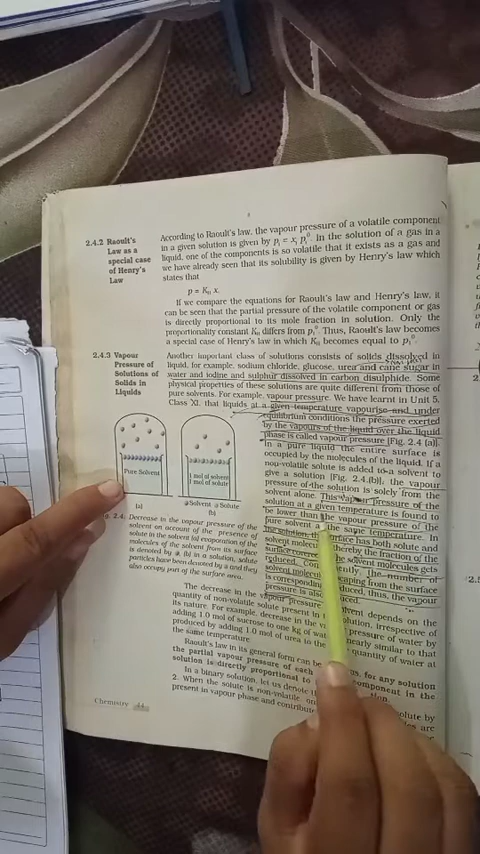 2.4.2 Raoult's
Law as a
special case
of Henry's
Law
According to Raoult's law, the vapour pressure of a volatile component
in a given solution is given by pᵢ = xᵢ pᵢ⁰. In the solution of a gas in a
liquid, one of the components is so volatile that it exists as a gas and
we have already seen that its solubility is given by Henry's law which
states that
p = K_H x.
If we compare the equations for Raoult's law and Henry's law, it
can be seen that the partial pressure of the volatile component or gas
is directly proportional to its mole fraction in solution. Only the
proportionality constant K_H differs from p₁⁰. Thus, Raoult's law becomes
a special case of Henry's law in which K_H becomes equal to p₁⁰.
2.4.3 Vapour
Pressure of
Solutions of
Solids in
Liquids
Another important class of solutions consists of solids dissolved in
liquid, for example, sodium chloride, glucose, urea and cane sugar in
water and iodine and sulphur dissolved in carbon disulphide. Some
physical properties of these solutions are quite different from those of
pure solvents. For example, vapour pressure. We have learnt in Unit 5,
Class XI, that liquids at a given temperature vapourise and under
equilibrium conditions the pressure exerted
by the vapours of the liquid over the liquid
phase is called vapour pressure [Fig. 2.4 (a)].
In a pure liquid the entire surface is
occupied by the molecules of the liquid. If a
non-volatile solute is added to a solvent to
give a solution [Fig. 2.4.(b)], the vapour
pressure of the solution is solely from the
solvent alone. This vapour pressure of the
solution at a given temperature is found to
be lower than the vapour pressure of the
pure solvent at the same temperature. In
the solution, the surface has both solute and
solvent molecules thereby the fraction of the
surface covered the solvent molecules gets
reduced. Consequently, the number of
solvent molecules escaping from the surface
is correspondingly reduced, thus, the vapour
pressure is also reduced.
Pure Solvent
1 mol of solvent
1 mol of solute
(a)
(b)
Solvent Solute
2.4: Decrease in the vapour pressure of the
solvent on account of the presence of
solute in the solvent (a) evaporation of the
molecules of the solvent from its surface
is denoted by (b) in a solution, solute
particles have been denoted by and they
also occupy part of the surface area.
The decrease in the vapour pressure solvent depends on the
quantity of non-volatile solute present in solution, irrespective of
its nature. For example, decrease in the pressure of water by
adding 1.0 mol of sucrose to one kg of nearly similar to that
produced by adding 1.0 mol of urea to the quantity of water at
the same temperature.
Raoult's law in its general form can be for any solution
the partial vapour pressure of each component in the
solution is directly proportional to
In a binary solution, let us denote solute by
2. When the solute is non-volatile are
present in vapour phase and contribute
Chemistry 44